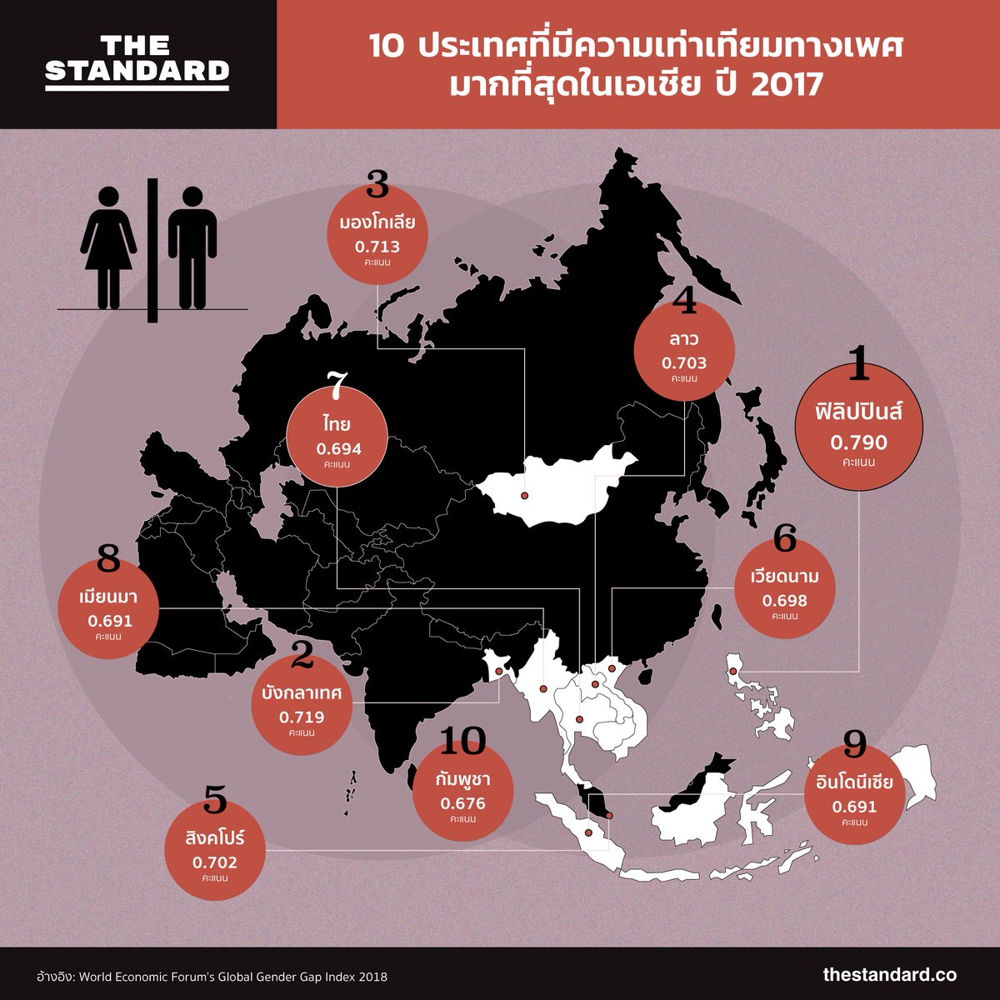 THE
STANDARD
10 ประเทศที่มีความเท่าเทียมทางเพศ
มากที่สุดในเอเชีย ปี 2017
3
มองโกเลีย
0.713
คะแนน
4
ลาว
0.703
คะแนน
1
ฟิลิปปินส์
0.790
คะแนน
7
ไทย
0.694
คะแนน
6
เวียดนาม
0.698
คะแนน
8
เมียนมา
0.691
คะแนน
2
บังกลาเทศ
0.719
คะแนน
10
กัมพูชา
0.676
คะแนน
9
อินโดนีเซีย
0.691
คะแนน
5
สิงคโปร์
0.702
คะแนน
อ้างอิง: World Economic Forum's Global Gender Gap Index 2018
thestandard.co